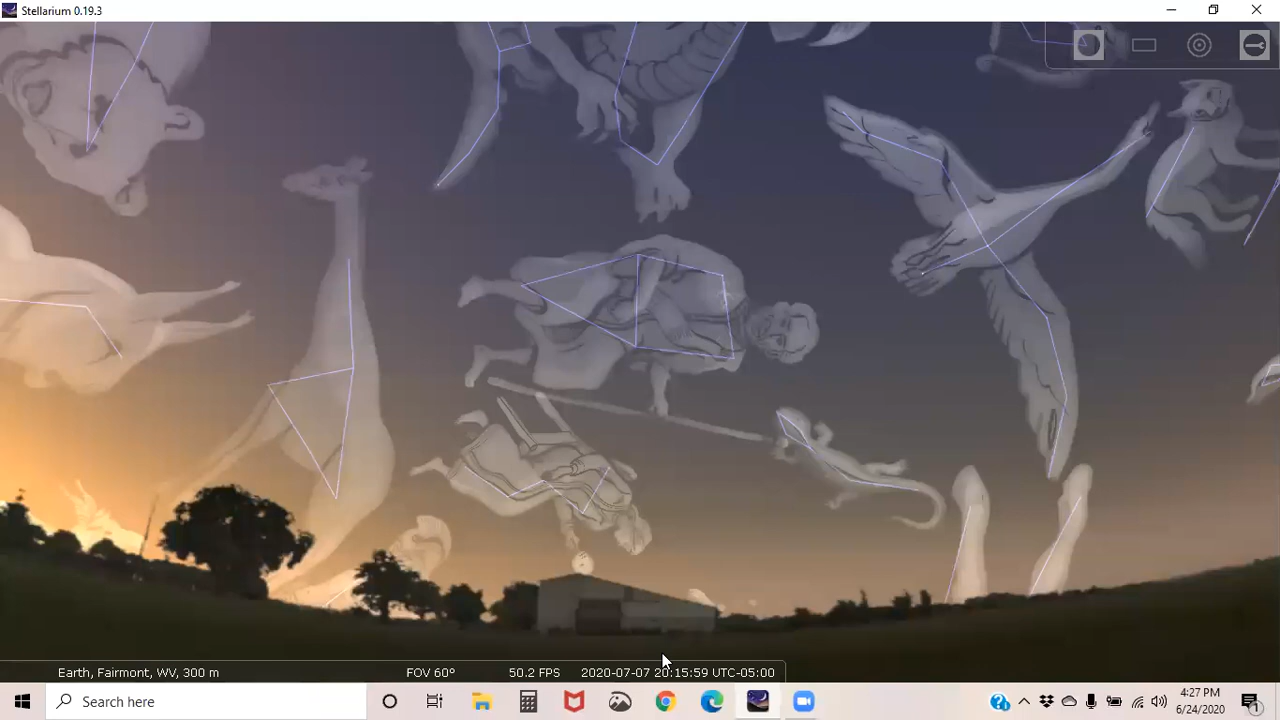 Stellarium 0.19.3
Earth, Fairmont, WV, 300 m FOV 60° 50.2 FPS 2020-07-07 20:15:59 UTC-05:00
Search here
4:27 PM
6/24/2020
1